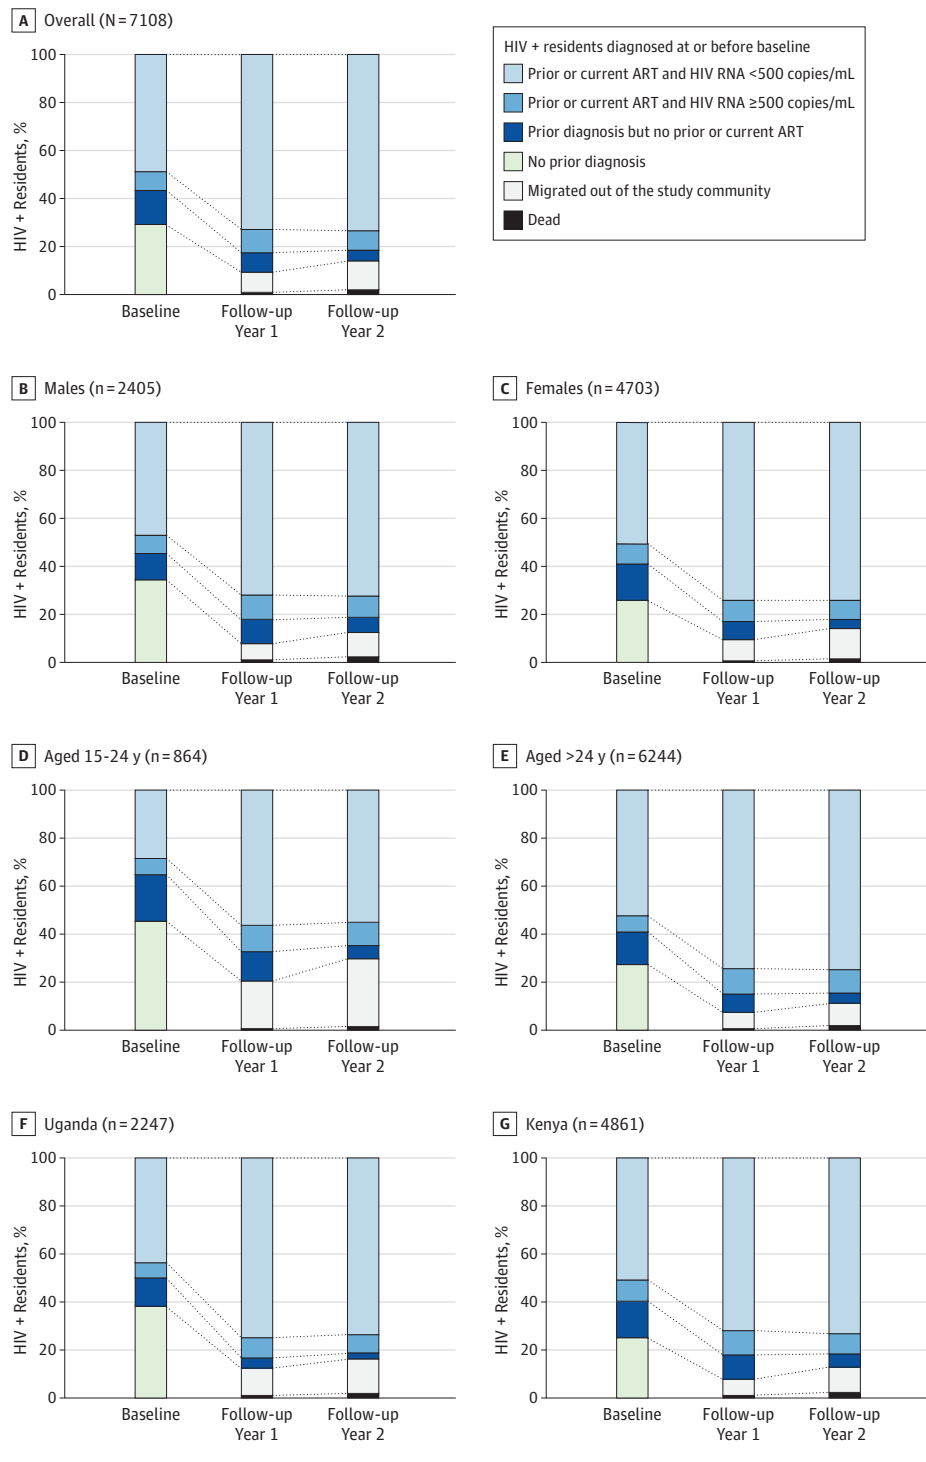 A Overall (N = 7108)
HIV + residents diagnosed at or before baseline
Prior or current ART and HIV RNA <500 copies/mL
Prior or current ART and HIV RNA ≥500 copies/mL
Prior diagnosis but no prior or current ART
No prior diagnosis
Migrated out of the study community
Dead
HIV + Residents, %
100
80
60
40
20
0
Baseline
Follow-up
Year 1
Follow-up
Year 2
B Males (n = 2405)
HIV + Residents, %
100
80
60
40
20
0
Baseline
Follow-up
Year 1
Follow-up
Year 2
C Females (n = 4703)
HIV + Residents, %
100
80
60
40
20
0
Baseline
Follow-up
Year 1
Follow-up
Year 2
D Aged 15-24 y (n = 864)
HIV + Residents, %
100
80
60
40
20
0
Baseline
Follow-up
Year 1
Follow-up
Year 2
E Aged >24 y (n = 6244)
HIV + Residents, %
100
80
60
40
20
0
Baseline
Follow-up
Year 1
Follow-up
Year 2
F Uganda (n = 2247)
HIV + Residents, %
100
80
60
40
20
0
Baseline
Follow-up
Year 1
Follow-up
Year 2
G Kenya (n = 4861)
HIV + Residents, %
100
80
60
40
20
0
Baseline
Follow-up
Year 1
Follow-up
Year 2